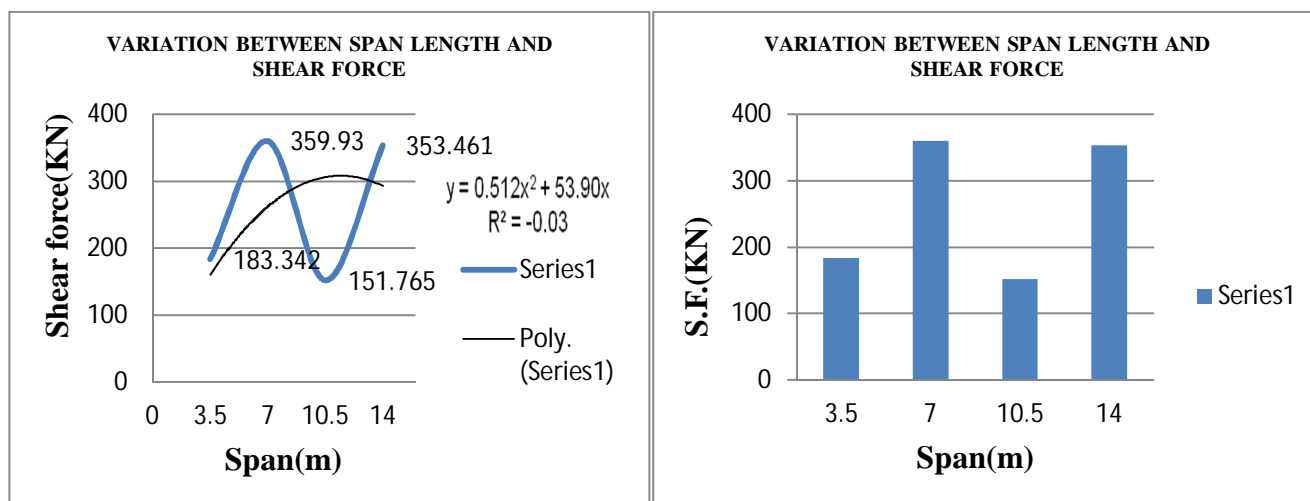 VARIATION BETWEEN SPAN LENGTH AND
SHEAR FORCE
Shear force(KN)
400
300
200
100
0
359.93
353.461
183.342
151.765
y = 0.512x² + 53.90x
R² = -0.03
Series1
Poly.
(Series1)
0 3.5 7 10.5 14
Span(m)
VARIATION BETWEEN SPAN LENGTH AND
SHEAR FORCE
S.F.(KN)
400
300
200
100
0
Series1
3.5 7 10.5 14
Span(m)